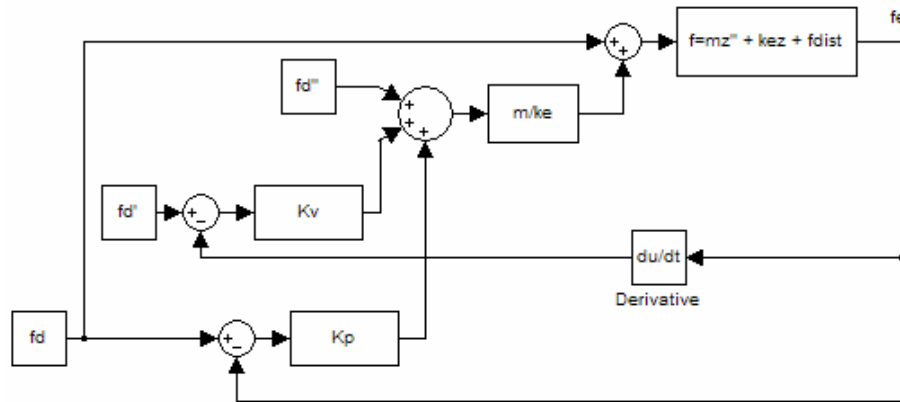 fe
f=mz" + kez + fdist
+
+
fd"
+
+
+
m/ke
fd'
+
−
Kv
du/dt
Derivative
fd
+
−
Kp